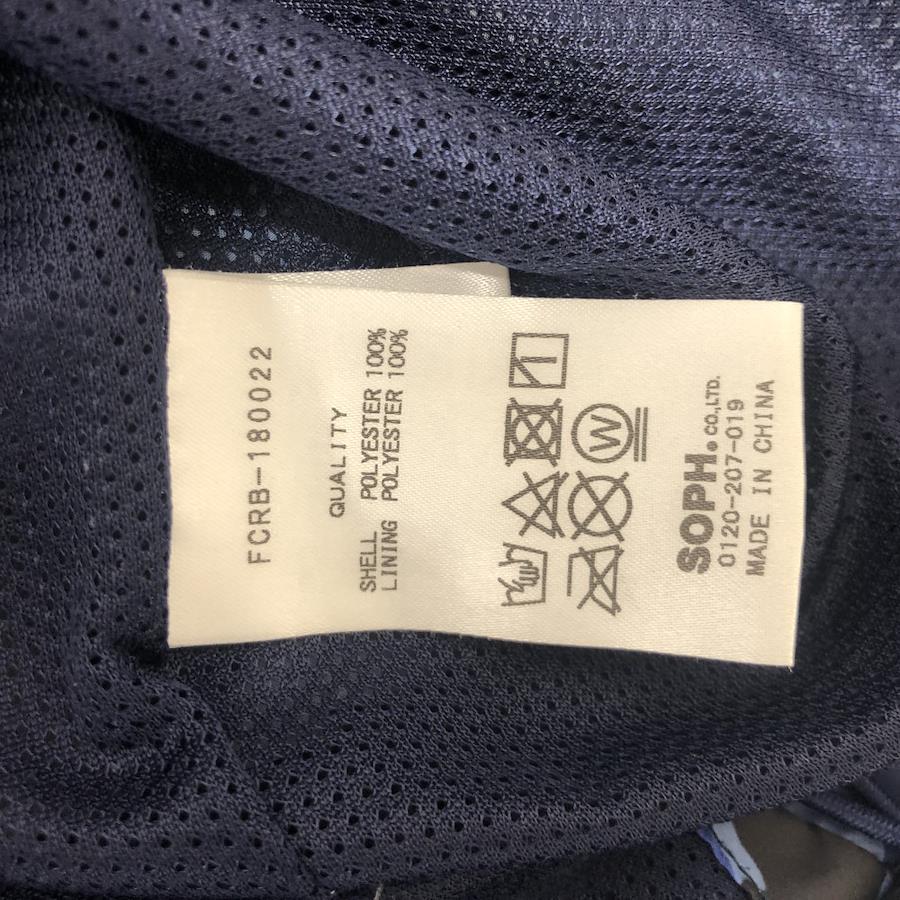 FCRB-180022
QUALITY
SHELL POLYESTER 100%
LINING POLYESTER 100%
W
SOPH.CO.,LTD.
0120-207-019
MADE IN CHINA